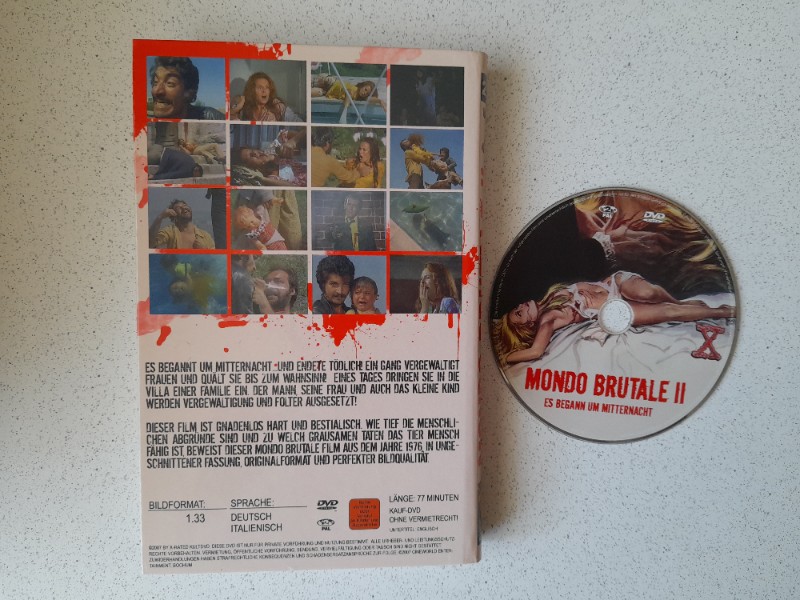 ES BEGANNT UM MITTERNACHT -UND ENDETE TÖDLICH! EIN GANG VERGEWALTIGT
FRAUEN UND QUÄLT SIE BIS ZUM WAHNSINN! EINES TAGES DRINGEN SIE IN DIE
VILLA EINER FAMILIE EIN. DER MANN, SEINE FRAU UND AUCH DAS KLEINE KIND
WERDEN VERGEWALTIGUNG UND FOLTER AUSGESETZT!
DIESER FILM IST GNADENLOS HART UND BESTIALISCH. WIE TIEF DIE MENSCHLI-
CHEN ABGRÜNDE SIND UND ZU WELCH GRAUSAMEN TATEN DAS TIER MENSCH
FÄHIG IST, BEWEIST DIESER MONDO BRUTALE FILM AUS DEM JAHRE 1976, IN UNGE-
SCHNITTENER FASSUNG, ORIGINALFORMAT UND PERFEKTER BILDQUALITÄT.
BILDFORMAT:
1.33
SPRACHE:
DEUTSCH
ITALIENISCH
DVD
PAL
LÄNGE: 77 MINUTEN
KAUF-DVD
OHNE VERMIETRECHT!
UNTERTITEL: ENGLISCH
PAL
DVD
X
MONDO BRUTALE II
ES BEGANN UM MITTERNACHT